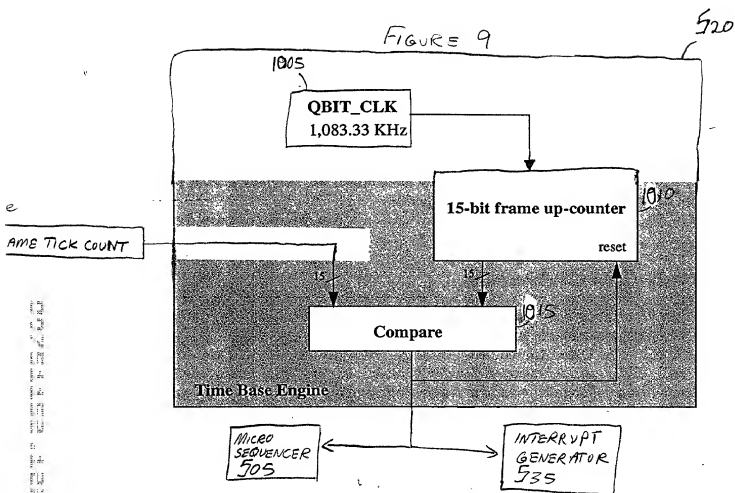 FIGURE 9
520
1005
QBIT_CLK
1,083.33 KHz
15-bit frame up-counter
1010
reset
e
AME TICK COUNT
15
15
1015
Compare
Time Base Engine
MICRO
SEQUENCER
505
INTERRUPT
GENERATOR
535